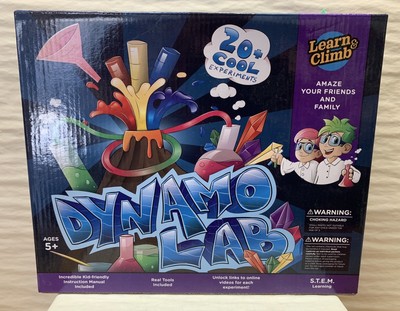 20+
COOL
EXPERIMENTS
Learn &
Climb
AMAZE
YOUR FRIENDS
AND
FAMILY
DYNAMO
LAB
AGES
5+
WARNING:
CHOKING HAZARD
WARNING:
Incredible Kid-friendly
Instruction Manual
Included
Real Tools
Included
Unlock links to online
videos for each
experiment!
S.T.E.M.
Learning